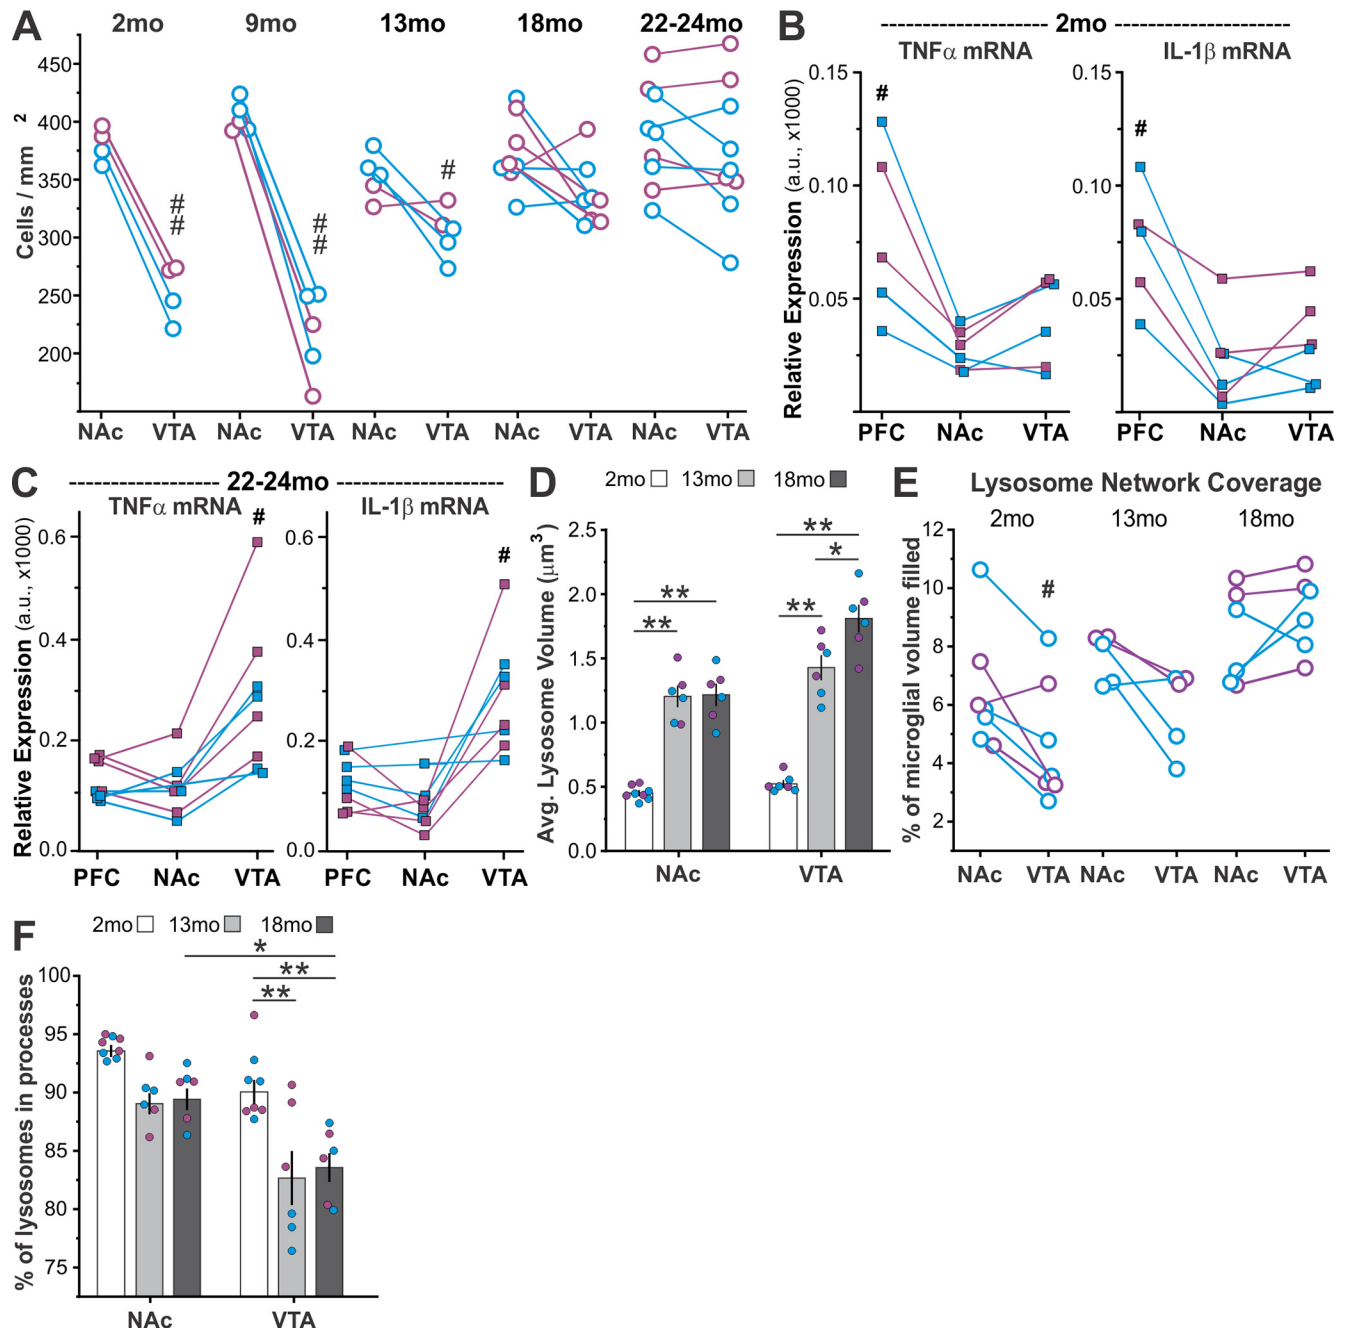 A
2mo 9mo 13mo 18mo 22-24mo
Cells / mm 2
450
400
350
300
250
200
# #
# #
#
NAc VTA NAc VTA NAc VTA NAc VTA NAc VTA
B
2mo
TNFα mRNA IL-1β mRNA
Relative Expression (a.u., x1000)
0.15
0.10
0.05
#
PFC NAc VTA
0.15
0.10
0.05
#
PFC NAc VTA
C
22-24mo
TNFα mRNA IL-1β mRNA
Relative Expression (a.u., x1000)
0.6
0.4
0.2
0.0
#
PFC NAc VTA
0.6
0.4
0.2
0.0
#
PFC NAc VTA
D
2mo 13mo 18mo
Avg. Lysosome Volume (μm3)
2.5
2.0
1.5
1.0
0.5
0.0
**
**
**
*
**
NAc VTA
E
Lysosome Network Coverage
2mo 13mo 18mo
% of microglial volume filled
12
10
8
6
4
2
#
NAc VTA NAc VTA NAc VTA
F
2mo 13mo 18mo
% of lysosomes in processes
100
95
90
85
80
75
*
**
**
NAc VTA